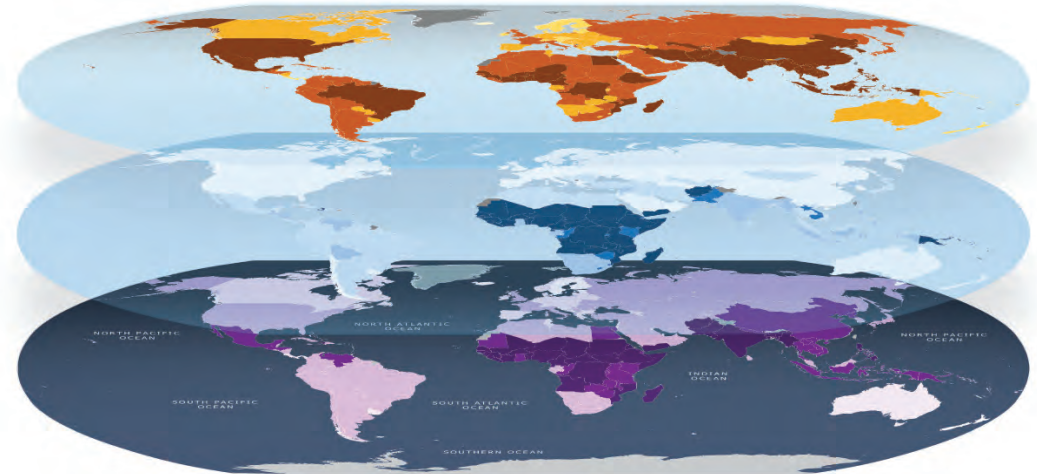 NORTH PACIFIC
OCEAN
NORTH ATLANTIC
OCEAN
NORTH PACIFIC
OCEAN
INDIAN
OCEAN
SOUTH PACIFIC
OCEAN
SOUTH ATLANTIC
OCEAN
SOUTHERN OCEAN